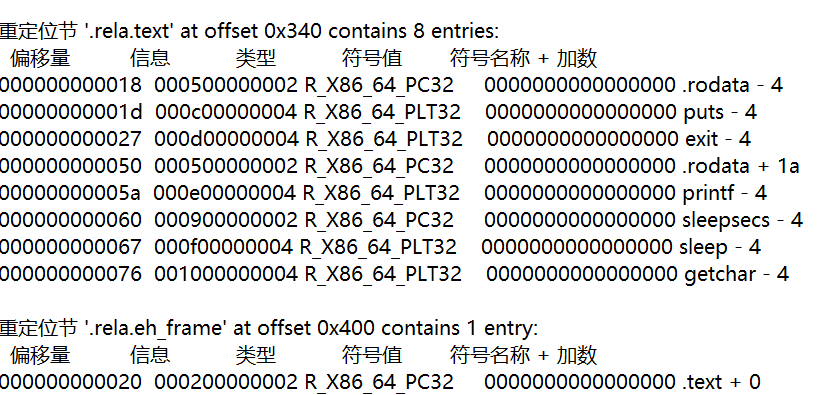 重定位节 '.rela.text' at offset 0x340 contains 8 entries:
偏移量 信息 类型 符号值 符号名称 + 加数
000000000018 000500000002 R_X86_64_PC32 0000000000000000 .rodata - 4
00000000001d 000c00000004 R_X86_64_PLT32 0000000000000000 puts - 4
000000000027 000d00000004 R_X86_64_PLT32 0000000000000000 exit - 4
000000000050 000500000002 R_X86_64_PC32 0000000000000000 .rodata + 1a
00000000005a 000e00000004 R_X86_64_PLT32 0000000000000000 printf - 4
000000000060 000900000002 R_X86_64_PC32 0000000000000000 sleepsecs - 4
000000000067 000f00000004 R_X86_64_PLT32 0000000000000000 sleep - 4
000000000076 001000000004 R_X86_64_PLT32 0000000000000000 getchar - 4
重定位节 '.rela.eh_frame' at offset 0x400 contains 1 entry:
偏移量 信息 类型 符号值 符号名称 + 加数
000000000020 000200000002 R_X86_64_PC32 0000000000000000 .text + 0